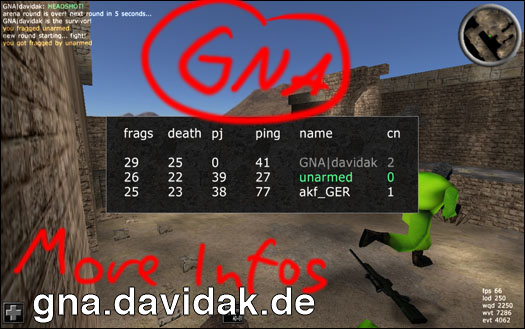 GNA|davidak: HEADSHOT!
arena round is over! next round in 5 seconds...
GNA|davidak is the survivor!
you fragged unarmed
new round starting... fight!
you got fragged by unarmed
GNA
frags death pj ping name cn
29 25 0 41 GNA|davidak 2
26 22 39 27 unarmed 0
25 23 38 77 akf_GER 1
More Infos
gna.davidak.de
fps 66
lod 250
wqd 2250
wvt 7286
evt 4062